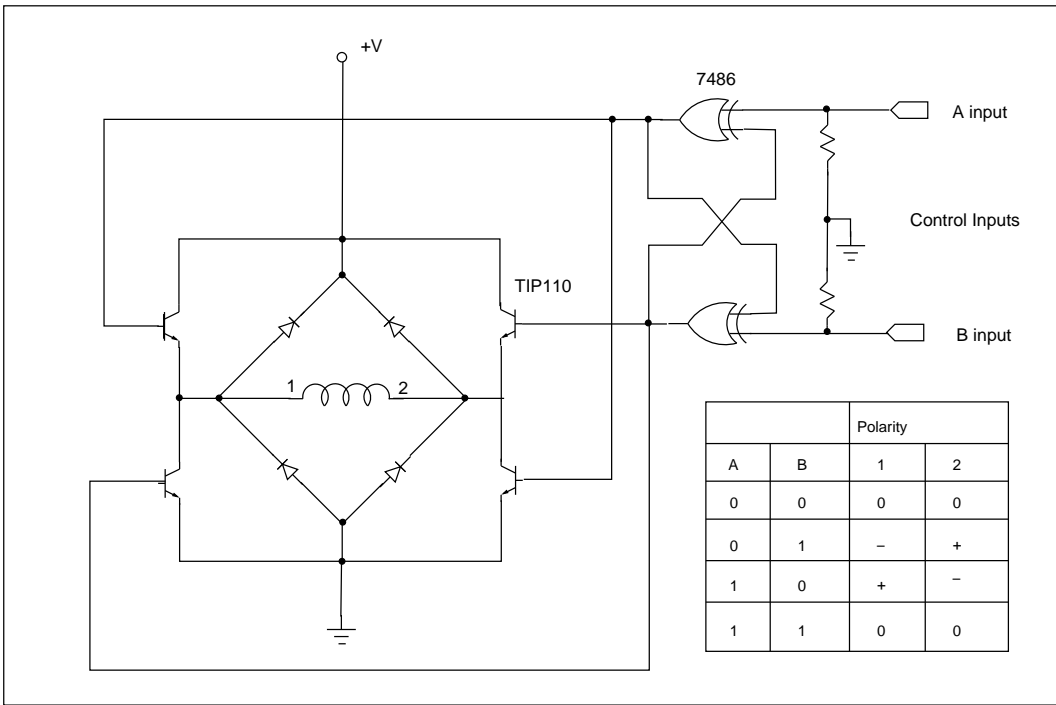 +V
7486
A input
Control Inputs
TIP110
B input
1 2
Polarity
A B 1 2
0 0 0 0
0 1 – +
1 0 + –
1 1 0 0